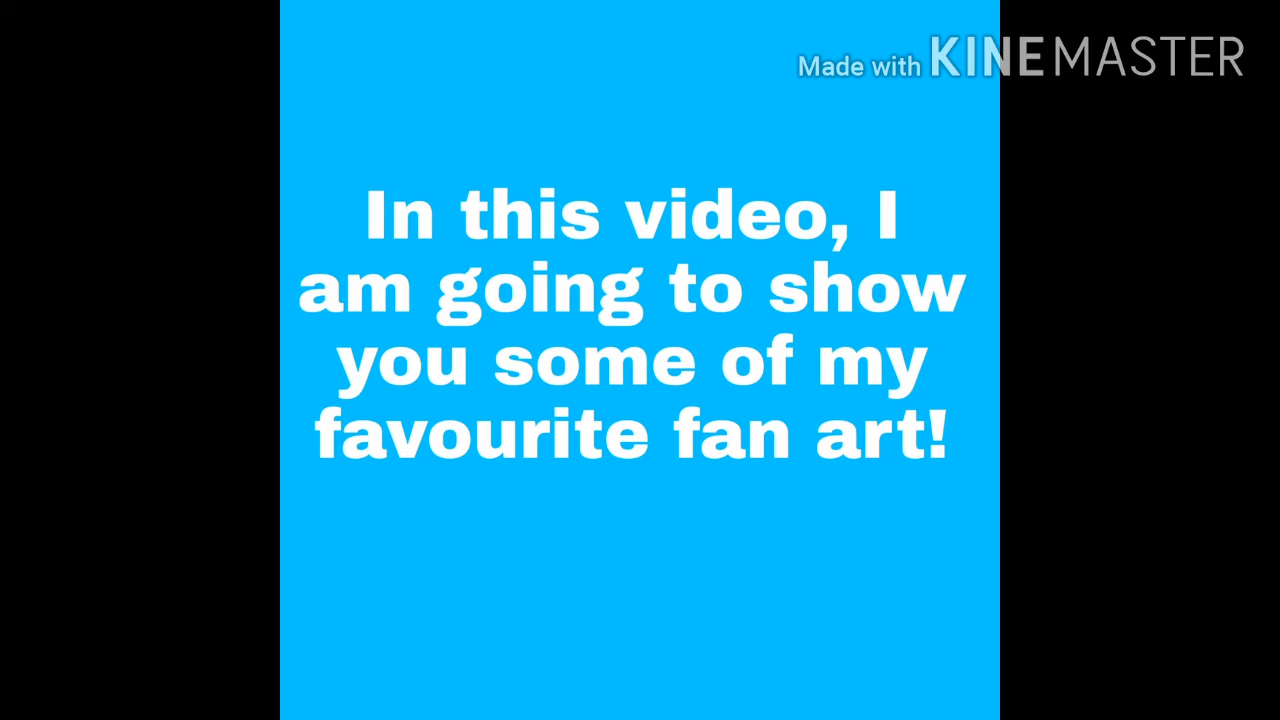 Made with KINEMASTER
In this video, I
am going to show
you some of my
favourite fan art!